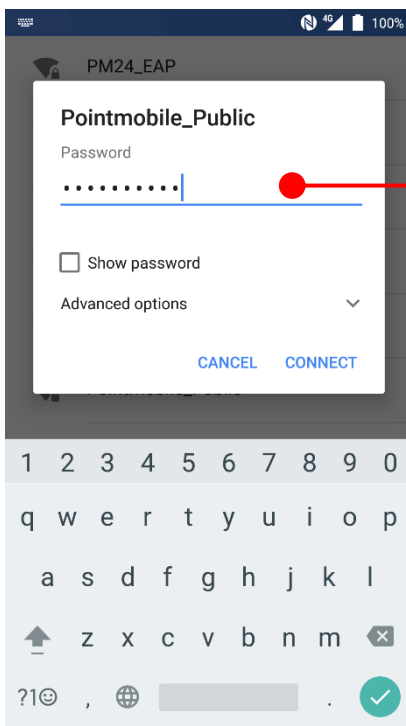 4G 100%
PM24_EAP
Pointmobile_Public
Password
••••••••••
Show password
Advanced options
CANCEL CONNECT
1 2 3 4 5 6 7 8 9 0
q w e r t y u i o p
a s d f g h j k l
z x c v b n m
?1☺ , .